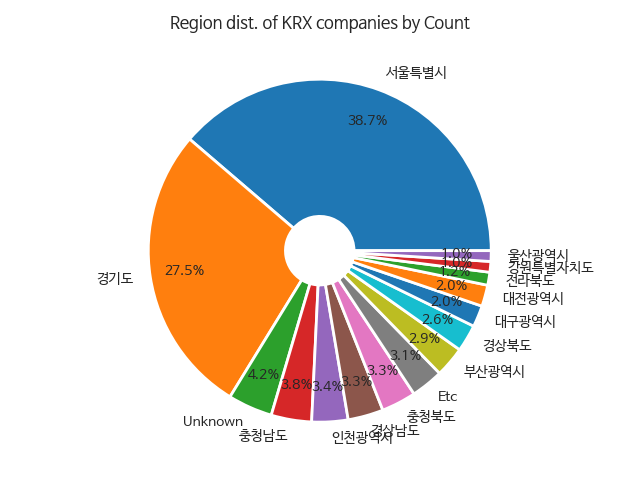 Region dist. of KRX companies by Count
서울특별시
38.7%
경기도
27.5%
Unknown
4.2%
충청남도
3.8%
인천광역시
3.4%
경상남도
3.3%
충청북도
3.3%
Etc
3.1%
부산광역시
2.9%
경상북도
2.6%
대구광역시
2.0%
대전광역시
2.0%
전라북도
1.2%
강원특별자치도
1.0%
울산광역시
1.0%